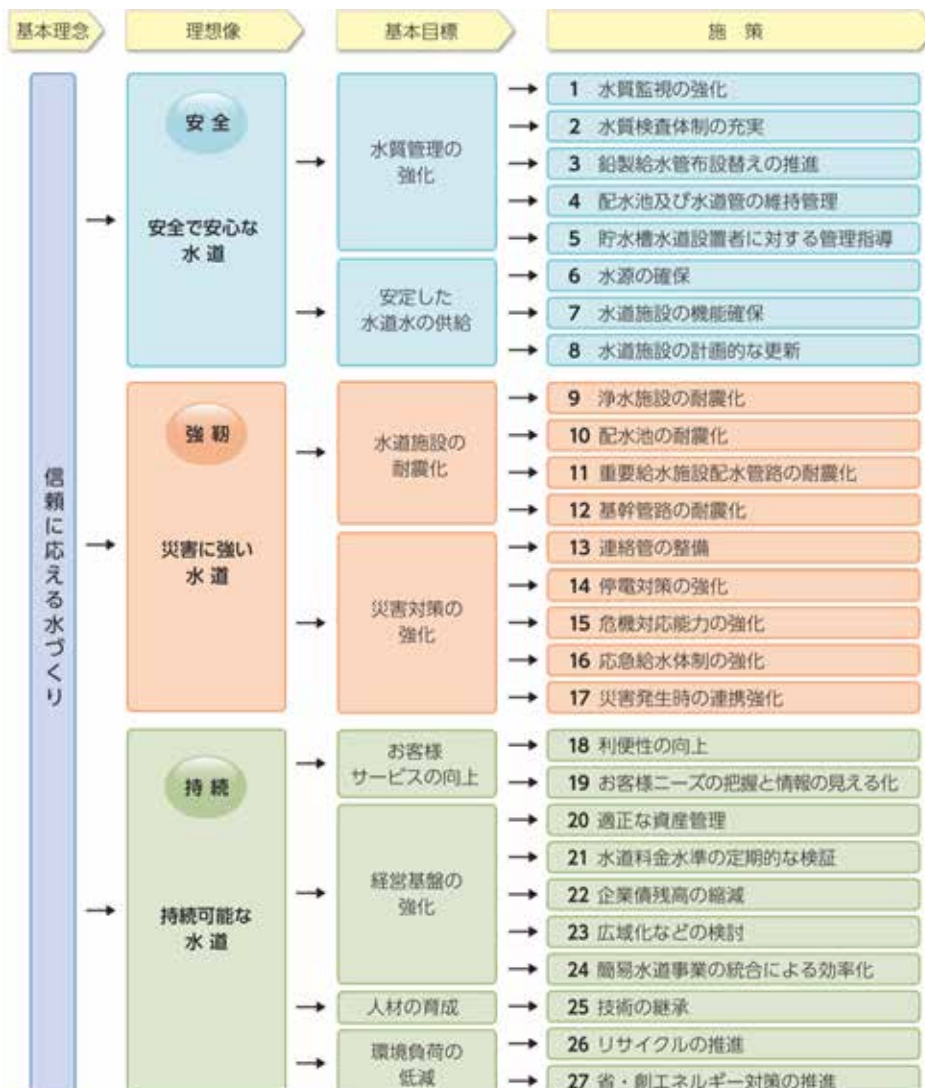 基本理念
理想像
基本目標
施 策
信頼に応える水づくり
安 全
安全で安心な
水 道
水質管理の
強化
1 水質監視の強化
2 水質検査体制の充実
3 鉛製給水管布設替えの推進
4 配水池及び水道管の維持管理
5 貯水槽水道設置者に対する管理指導
安定した
水道水の供給
6 水源の確保
7 水道施設の機能確保
8 水道施設の計画的な更新
強 靭
災害に強い
水 道
水道施設の
耐震化
9 浄水施設の耐震化
10 配水池の耐震化
11 重要給水施設配水管路の耐震化
12 基幹管路の耐震化
災害対策の
強化
13 連絡管の整備
14 停電対策の強化
15 危機対応能力の強化
16 応急給水体制の強化
17 災害発生時の連携強化
持 続
持続可能な
水 道
お客様
サービスの向上
18 利便性の向上
19 お客様ニーズの把握と情報の見える化
経営基盤の
強化
20 適正な資産管理
21 水道料金水準の定期的な検証
22 企業債残高の縮減
23 広域化などの検討
24 簡易水道事業の統合による効率化
人材の育成
25 技術の継承
環境負荷の
低減
26 リサイクルの推進
27 省・創エネルギー対策の推進